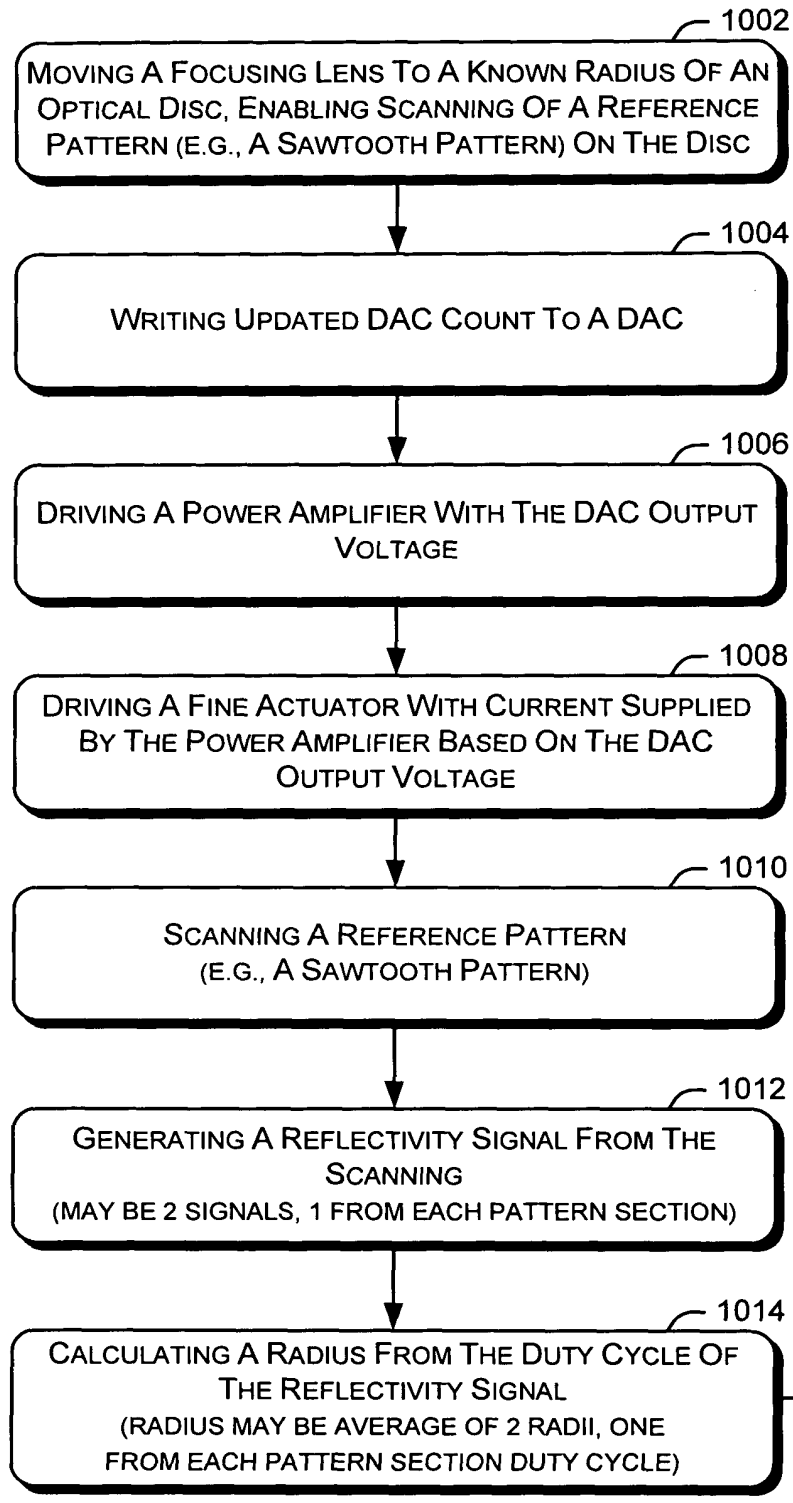 1002
MOVING A FOCUSING LENS TO A KNOWN RADIUS OF AN
OPTICAL DISC, ENABLING SCANNING OF A REFERENCE
PATTERN (E.G., A SAWTOOTH PATTERN) ON THE DISC
1004
WRITING UPDATED DAC COUNT TO A DAC
1006
DRIVING A POWER AMPLIFIER WITH THE DAC OUTPUT
VOLTAGE
1008
DRIVING A FINE ACTUATOR WITH CURRENT SUPPLIED
BY THE POWER AMPLIFIER BASED ON THE DAC
OUTPUT VOLTAGE
1010
SCANNING A REFERENCE PATTERN
(E.G., A SAWTOOTH PATTERN)
1012
GENERATING A REFLECTIVITY SIGNAL FROM THE
SCANNING
(MAY BE 2 SIGNALS, 1 FROM EACH PATTERN SECTION)
1014
CALCULATING A RADIUS FROM THE DUTY CYCLE OF
THE REFLECTIVITY SIGNAL
(RADIUS MAY BE AVERAGE OF 2 RADII, ONE
FROM EACH PATTERN SECTION DUTY CYCLE)